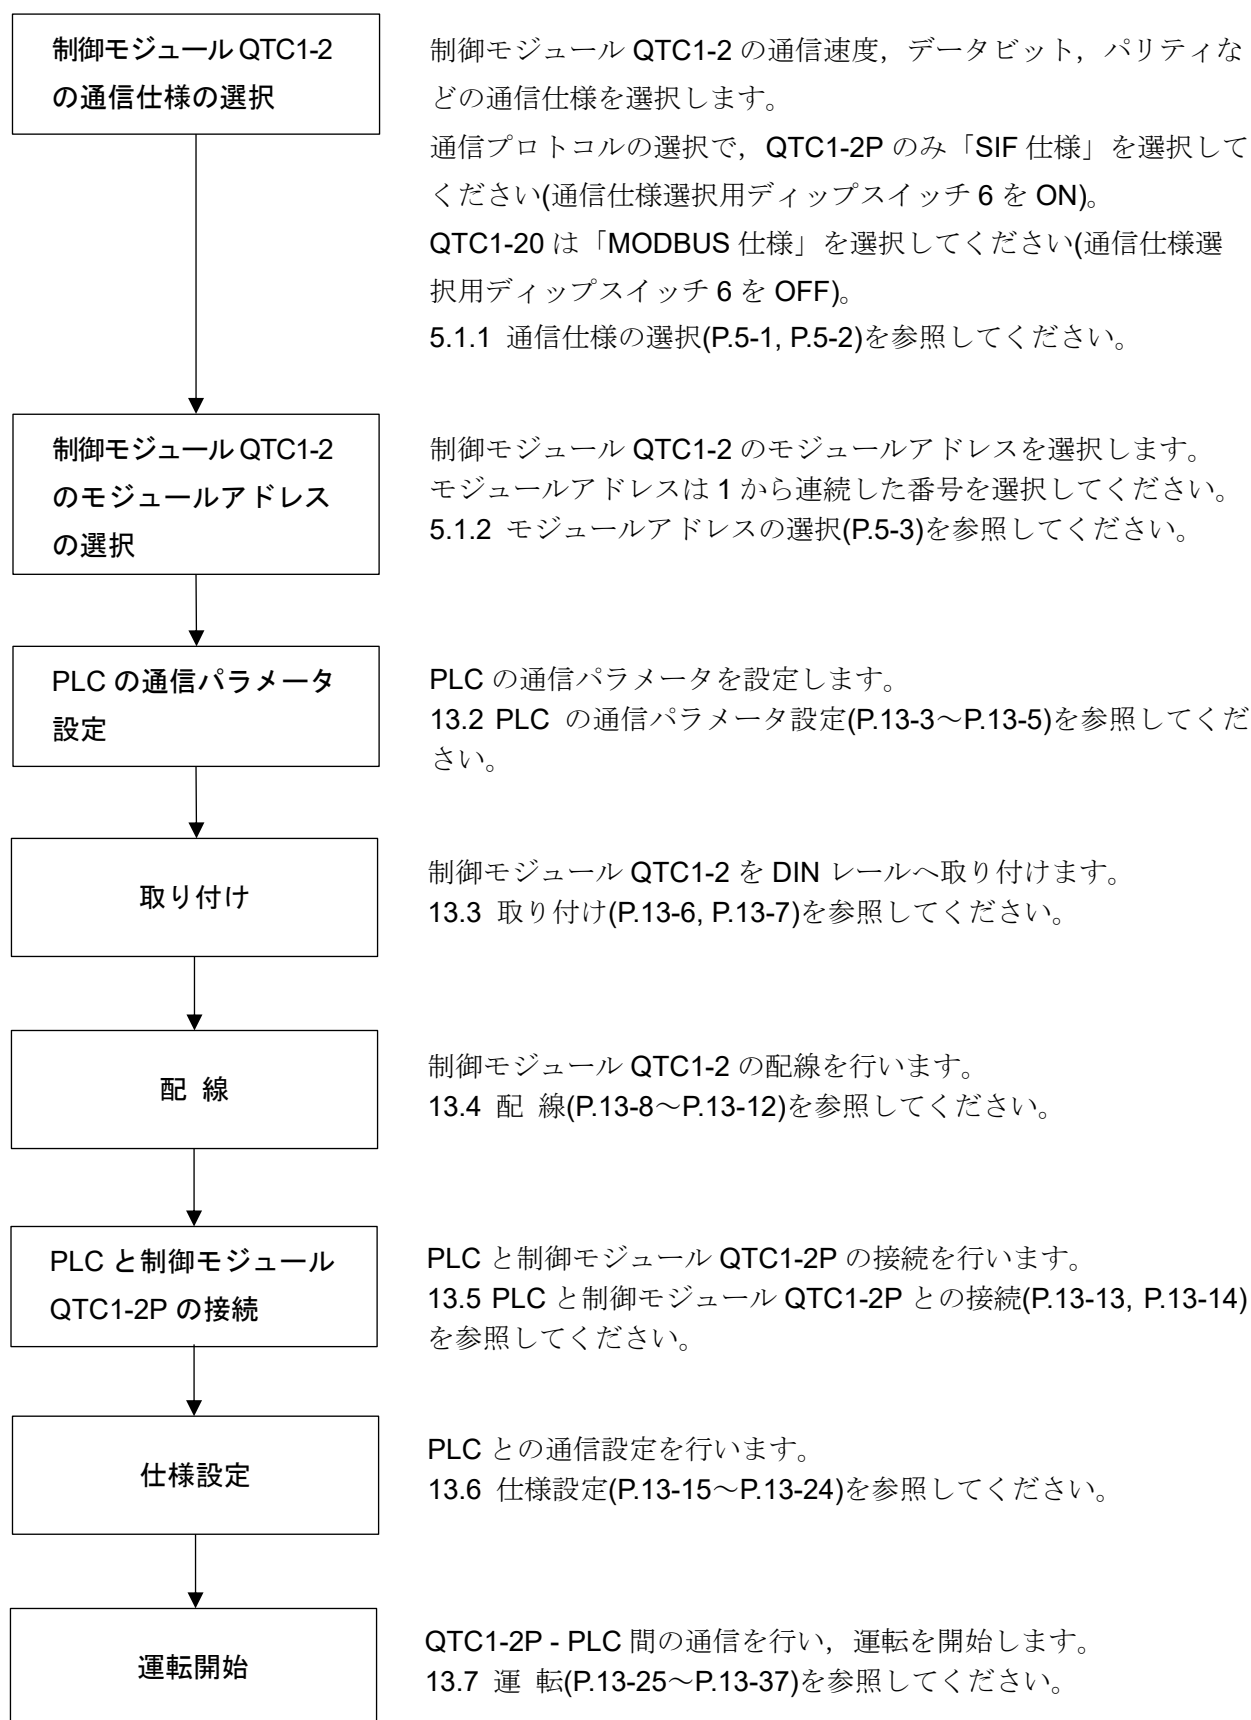 制御モジュール QTC1-2
の通信仕様の選択
制御モジュール QTC1-2 の通信速度，データビット，パリティな
どの通信仕様を選択します。
通信プロトコルの選択で，QTC1-2P のみ「SIF 仕様」を選択して
ください(通信仕様選択用ディップスイッチ 6 を ON)。
QTC1-20 は「MODBUS 仕様」を選択してください(通信仕様選
択用ディップスイッチ 6 を OFF)。
5.1.1 通信仕様の選択(P.5-1, P.5-2)を参照してください。
制御モジュール QTC1-2
のモジュールアドレス
の選択
制御モジュール QTC1-2 のモジュールアドレスを選択します。
モジュールアドレスは 1 から連続した番号を選択してください。
5.1.2 モジュールアドレスの選択(P.5-3)を参照してください。
PLC の通信パラメータ
設定
PLC の通信パラメータを設定します。
13.2 PLC の通信パラメータ設定(P.13-3～P.13-5)を参照してくだ
さい。
取り付け
制御モジュール QTC1-2 を DIN レールへ取り付けます。
13.3 取り付け(P.13-6, P.13-7)を参照してください。
配 線
制御モジュール QTC1-2 の配線を行います。
13.4 配 線(P.13-8～P.13-12)を参照してください。
PLC と制御モジュール
QTC1-2P の接続
PLC と制御モジュール QTC1-2P の接続を行います。
13.5 PLC と制御モジュール QTC1-2P との接続(P.13-13, P.13-14)
を参照してください。
仕様設定
PLC との通信設定を行います。
13.6 仕様設定(P.13-15～P.13-24)を参照してください。
運転開始
QTC1-2P - PLC 間の通信を行い，運転を開始します。
13.7 運 転(P.13-25～P.13-37)を参照してください。